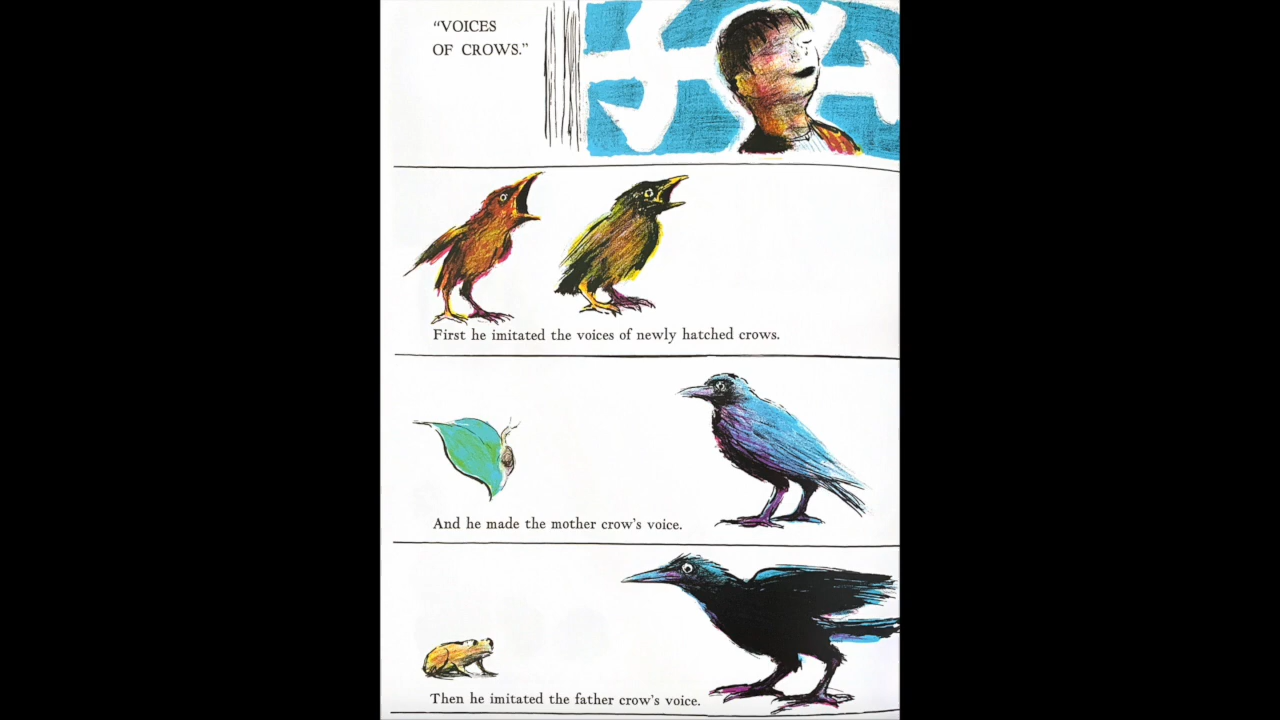 “VOICES
OF CROWS.”
First he imitated the voices of newly hatched crows.
And he made the mother crow’s voice.
Then he imitated the father crow’s voice.